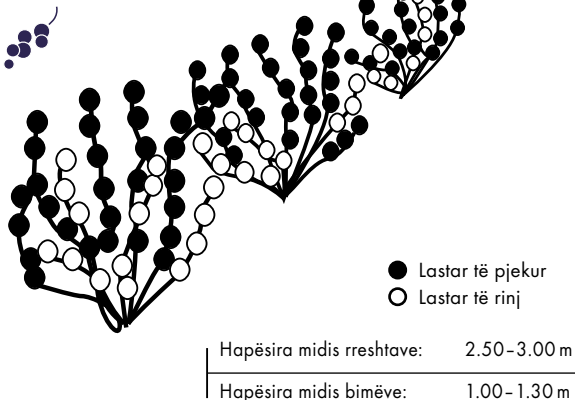 Lastar të pjekur
Lastar të rinj
Hapësira midis rreshtave: 2.50–3.00 m
Hapësira midis bimëve: 1.00–1.30 m